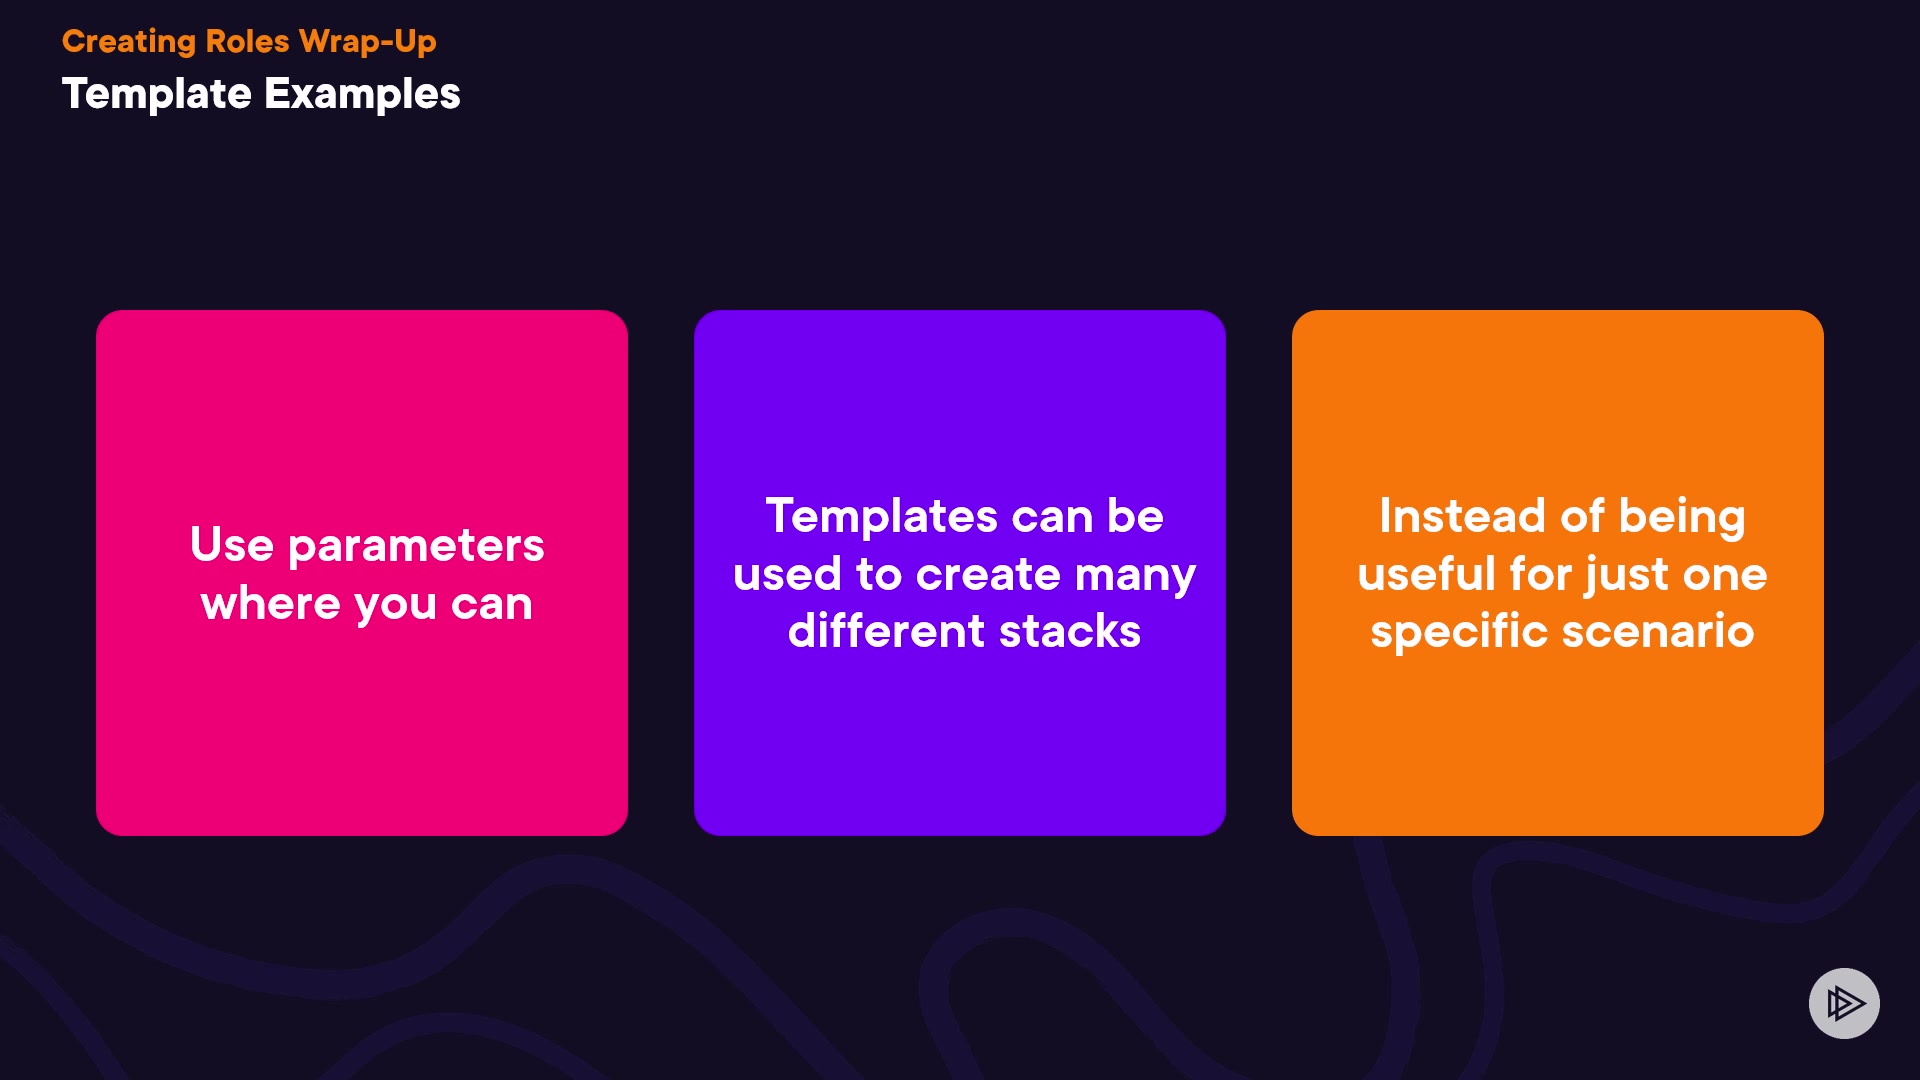 Creating Roles Wrap-Up
Template Examples
Use parameters
where you can
Templates can be
used to create many
different stacks
Instead of being
useful for just one
specific scenario